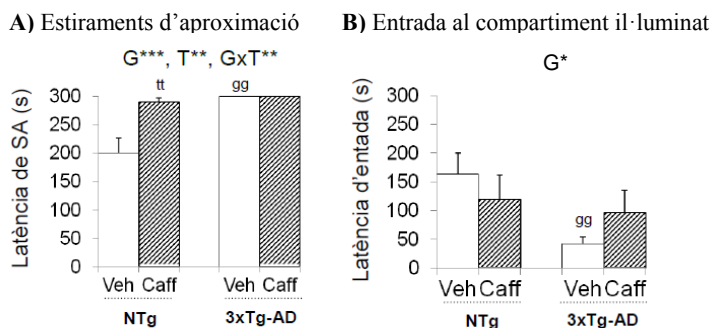 A) Estiraments d'aproximació
G***, T**, GxT**
Latència de SA (s)
300
250
200
150
100
50
0
tt
gg
Veh Caff
Veh Caff
NTg
3xTg-AD
B) Entrada al compartiment il·luminat
G*
Latència d'entada (s)
300
250
200
150
100
50
0
gg
Veh Caff
Veh Caff
NTg
3xTg-AD